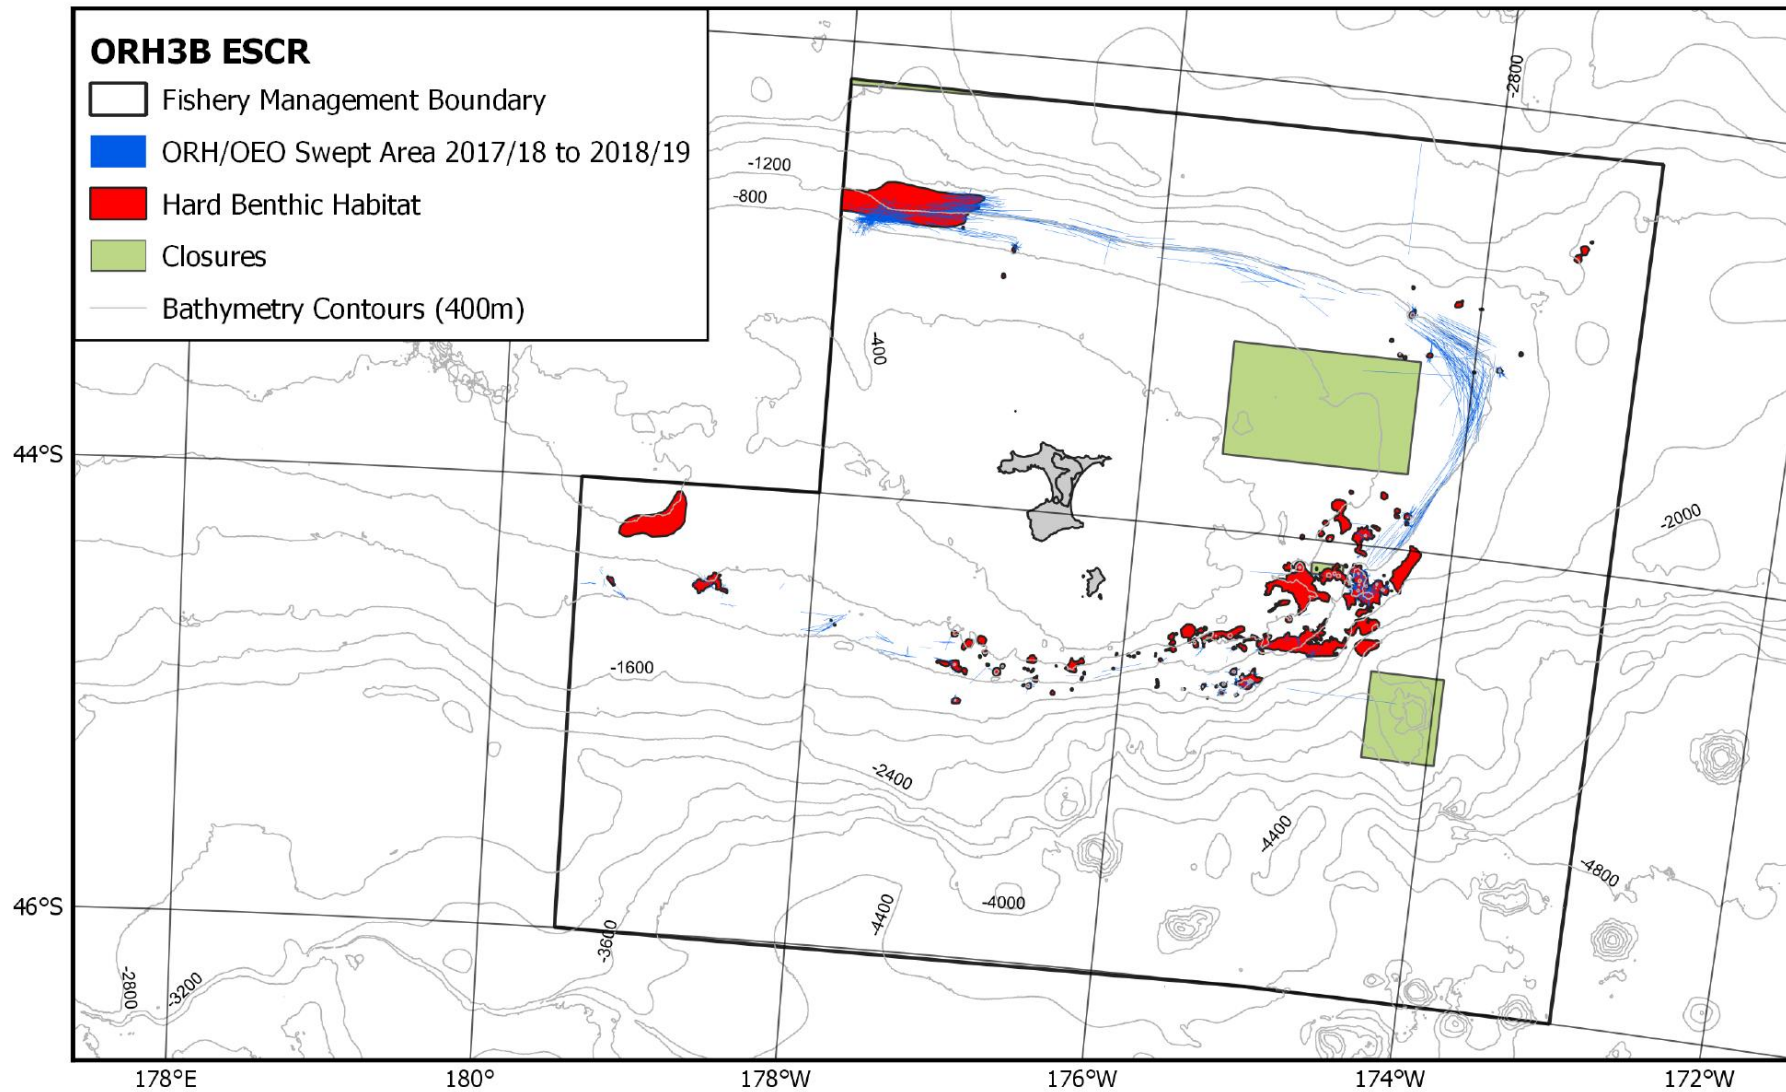 ORH3B ESCR
Fishery Management Boundary
ORH/OEO Swept Area 2017/18 to 2018/19
Hard Benthic Habitat
Closures
Bathymetry Contours (400m)
-2800
-1200
-800
-400
44°S
-2000
-1600
-2400
-4400
-4800
46°S
-4400
-4000
-3600
-2800
-3200
178°E
180°
178°W
176°W
174°W
172°W